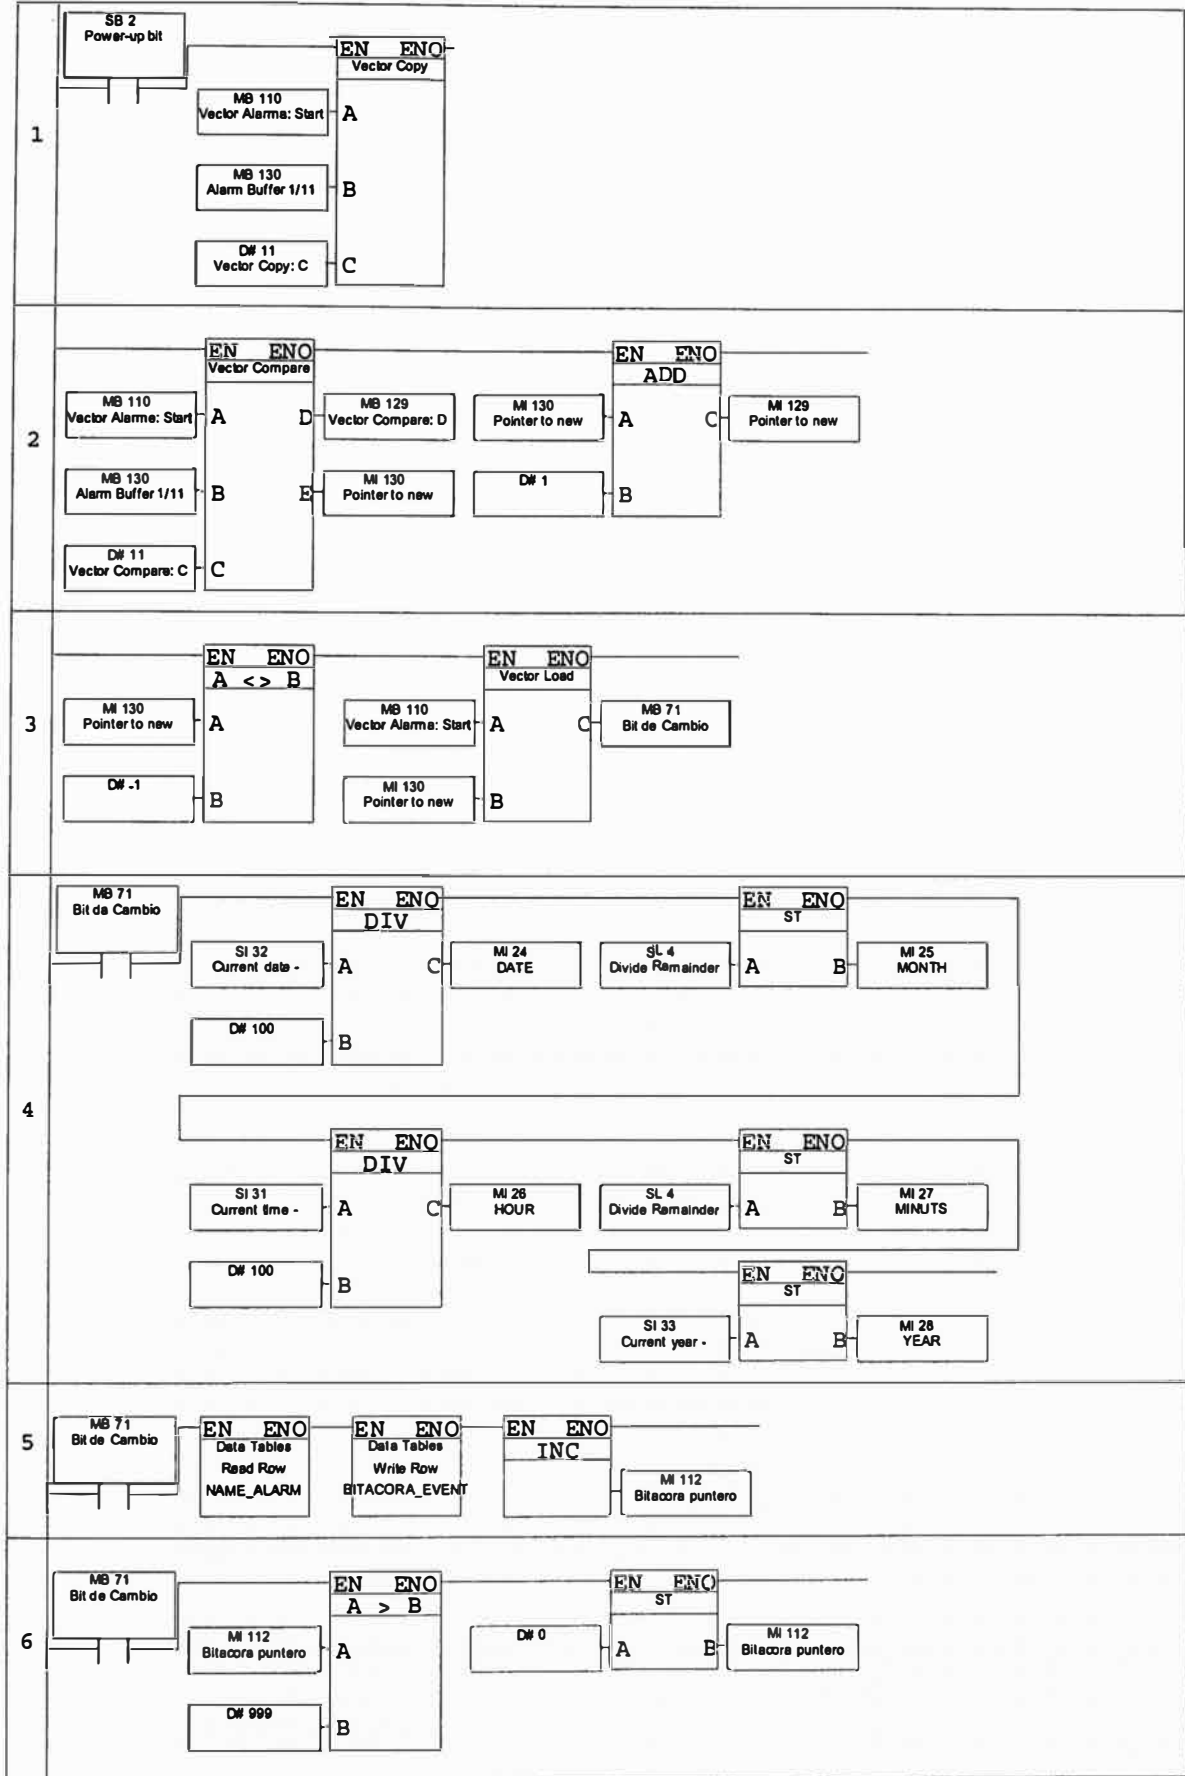 1
SB 2
Power-up bit
EN ENO
Vector Copy
MB 110
Vector Alarma: Start
A
MB 130
Alarm Buffer 1/11
B
D# 11
Vector Copy: C
C
2
EN ENO
Vector Compare
MB 110
Vector Alarme: Start
A
D
MB 129
Vector Compare: D
MB 130
Alarm Buffer 1/11
B
E
MI 130
Pointer to new
D# 11
Vector Compare: C
C
EN ENO
ADD
MI 130
Pointer to new
A
C
MI 129
Pointer to new
D# 1
B
3
EN ENO
A <> B
MI 130
Pointer to new
A
D# -1
B
EN ENO
Vector Load
MB 110
Vector Alarma: Start
A
C
MB 71
Bit de Cambio
MI 130
Pointer to new
B
4
MB 71
Bit da Cambio
EN ENO
DIV
SI 32
Current date -
A
C
MI 24
DATE
D# 100
B
EN ENO
ST
SL 4
Divide Remainder
A
B
MI 25
MONTH
EN ENO
DIV
SI 31
Current time -
A
C
MI 26
HOUR
D# 100
B
EN ENO
ST
SL 4
Divide Remainder
A
B
MI 27
MINUTS
EN ENO
ST
SI 33
Current year -
A
B
MI 28
YEAR
5
MB 71
Bit de Cambio
EN ENO
Data Tables
Read Row
NAME_ALARM
EN ENO
Data Tables
Write Row
BITACORA_EVENT
EN ENO
INC
MI 112
Bitacora puntero
6
MB 71
Bit de Cambio
EN ENO
A > B
MI 112
Bitacora puntero
A
D# 999
B
EN ENO
ST
D# 0
A
B
MI 112
Bitacora puntero